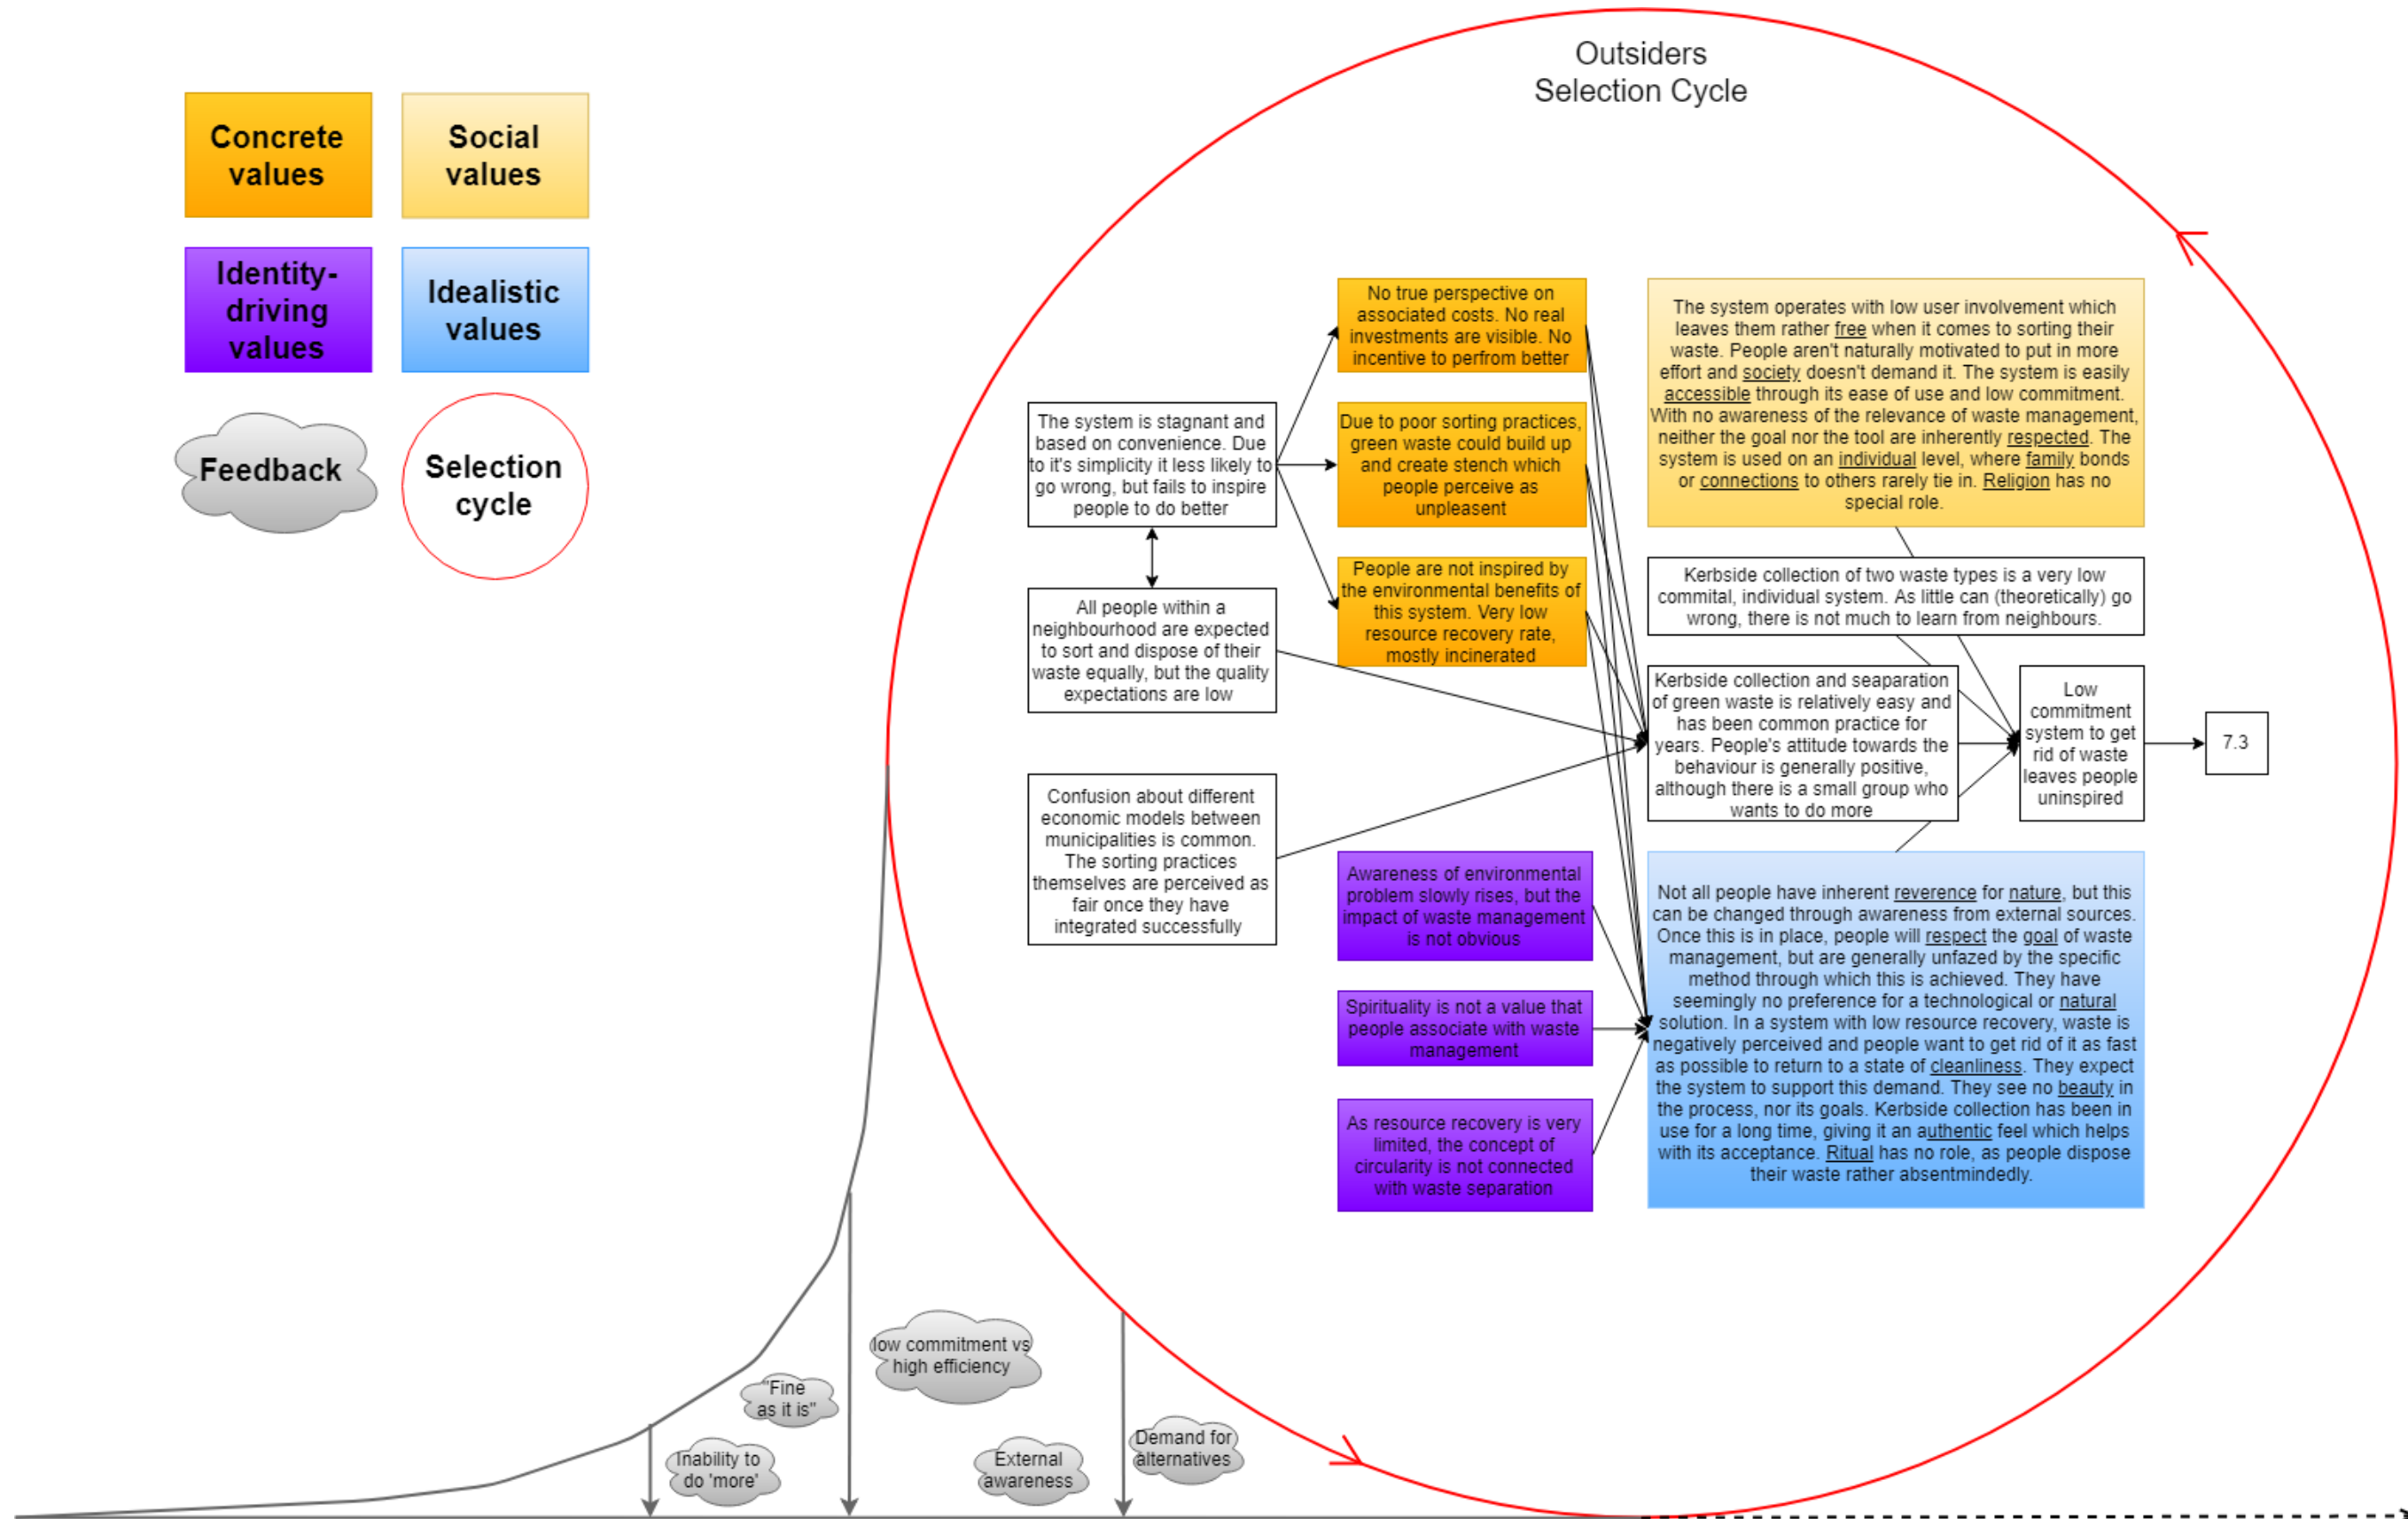 Outsiders
Selection Cycle
Concrete
values
Social
values
Identity-
driving
values
Idealistic
values
Feedback
Selection
cycle
The system is stagnant and
based on convenience. Due
to it's simplicity it less likely to
go wrong, but fails to inspire
people to do better
All people within a
neighbourhood are expected
to sort and dispose of their
waste equally, but the quality
expectations are low
Confusion about different
economic models between
municipalities is common.
The sorting practices
themselves are perceived as
fair once they have
integrated successfully
No true perspective on
associated costs. No real
investments are visible. No
incentive to perfrom better
Due to poor sorting practices,
green waste could build up
and create stench which
people perceive as
unpleasent
People are not inspired by
the environmental benefits of
this system. Very low
resource recovery rate,
mostly incinerated
Awareness of environmental
problem slowly rises, but the
impact of waste management
is not obvious
Spirituality is not a value that
people associate with waste
management
As resource recovery is very
limited, the concept of
circularity is not connected
with waste separation
The system operates with low user involvement which
leaves them rather free when it comes to sorting their
waste. People aren't naturally motivated to put in more
effort and society doesn't demand it. The system is easily
accessible through its ease of use and low commitment.
With no awareness of the relevance of waste management,
neither the goal nor the tool are inherently respected. The
system is used on an individual level, where family bonds
or connections to others rarely tie in. Religion has no
special role.
Kerbside collection of two waste types is a very low
commital, individual system. As little can (theoretically) go
wrong, there is not much to learn from neighbours.
Kerbside collection and seaparation
of green waste is relatively easy and
has been common practice for
years. People's attitude towards the
behaviour is generally positive,
although there is a small group who
wants to do more
Low
commitment
system to get
rid of waste
leaves people
uninspired
7.3
Not all people have inherent reverence for nature, but this
can be changed through awareness from external sources.
Once this is in place, people will respect the goal of waste
management, but are generally unfazed by the specific
method through which this is achieved. They have
seemingly no preference for a technological or natural
solution. In a system with low resource recovery, waste is
negatively perceived and people want to get rid of it as fast
as possible to return to a state of cleanliness. They expect
the system to support this demand. They see no beauty in
the process, nor its goals. Kerbside collection has been in
use for a long time, giving it an authentic feel which helps
with its acceptance. Ritual has no role, as people dispose
their waste rather absentmindedly.
low commitment vs
high efficiency
"Fine
as it is"
Inability to
do 'more'
External
awareness
Demand for
alternatives